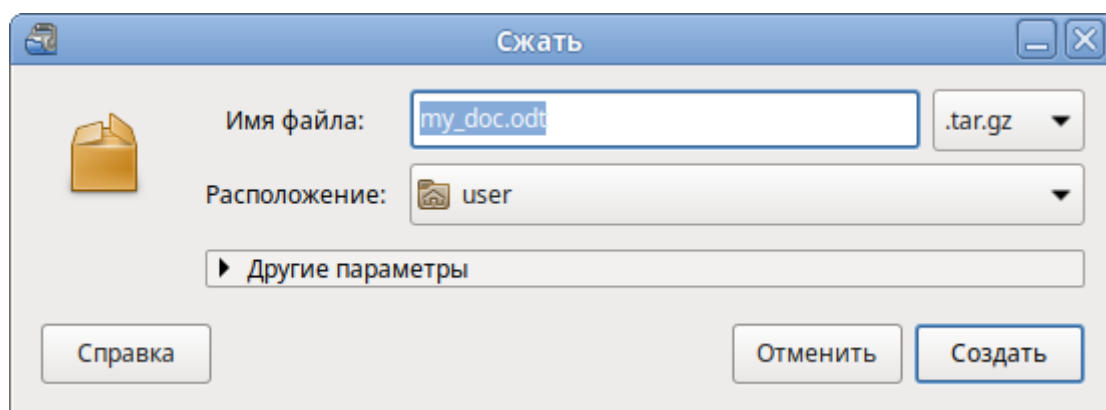 Сжать
Имя файла: my_doc.odt .tar.gz
Расположение: user
Другие параметры
Справка Отменить Создать